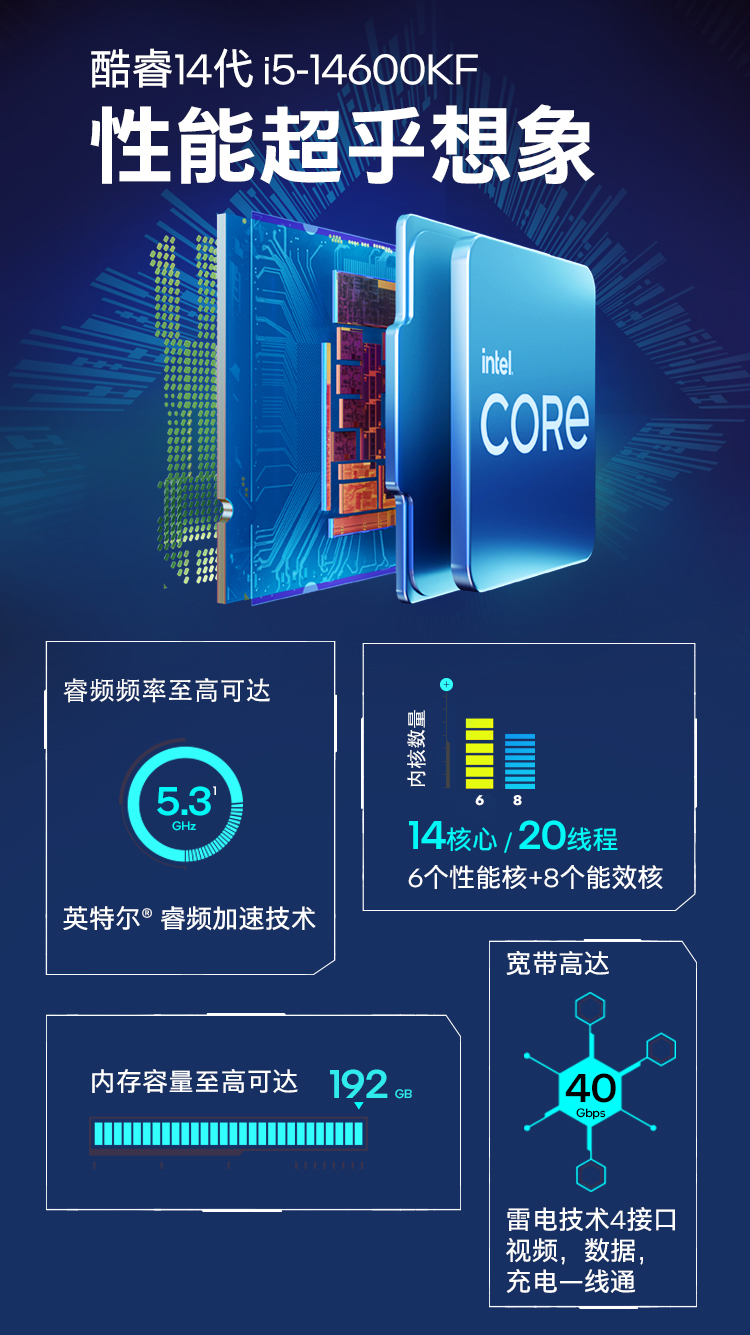 酷睿14代 i5-14600KF
性能超乎想象
intel.
CORE
睿频频率至高可达
5.3¹
GHz
英特尔® 睿频加速技术
内核数量
6 8
14核心 / 20线程
6个性能核+8个能效核
内存容量至高可达 192 GB
宽带高达
40
Gbps
雷电技术4接口
视频，数据，
充电一线通